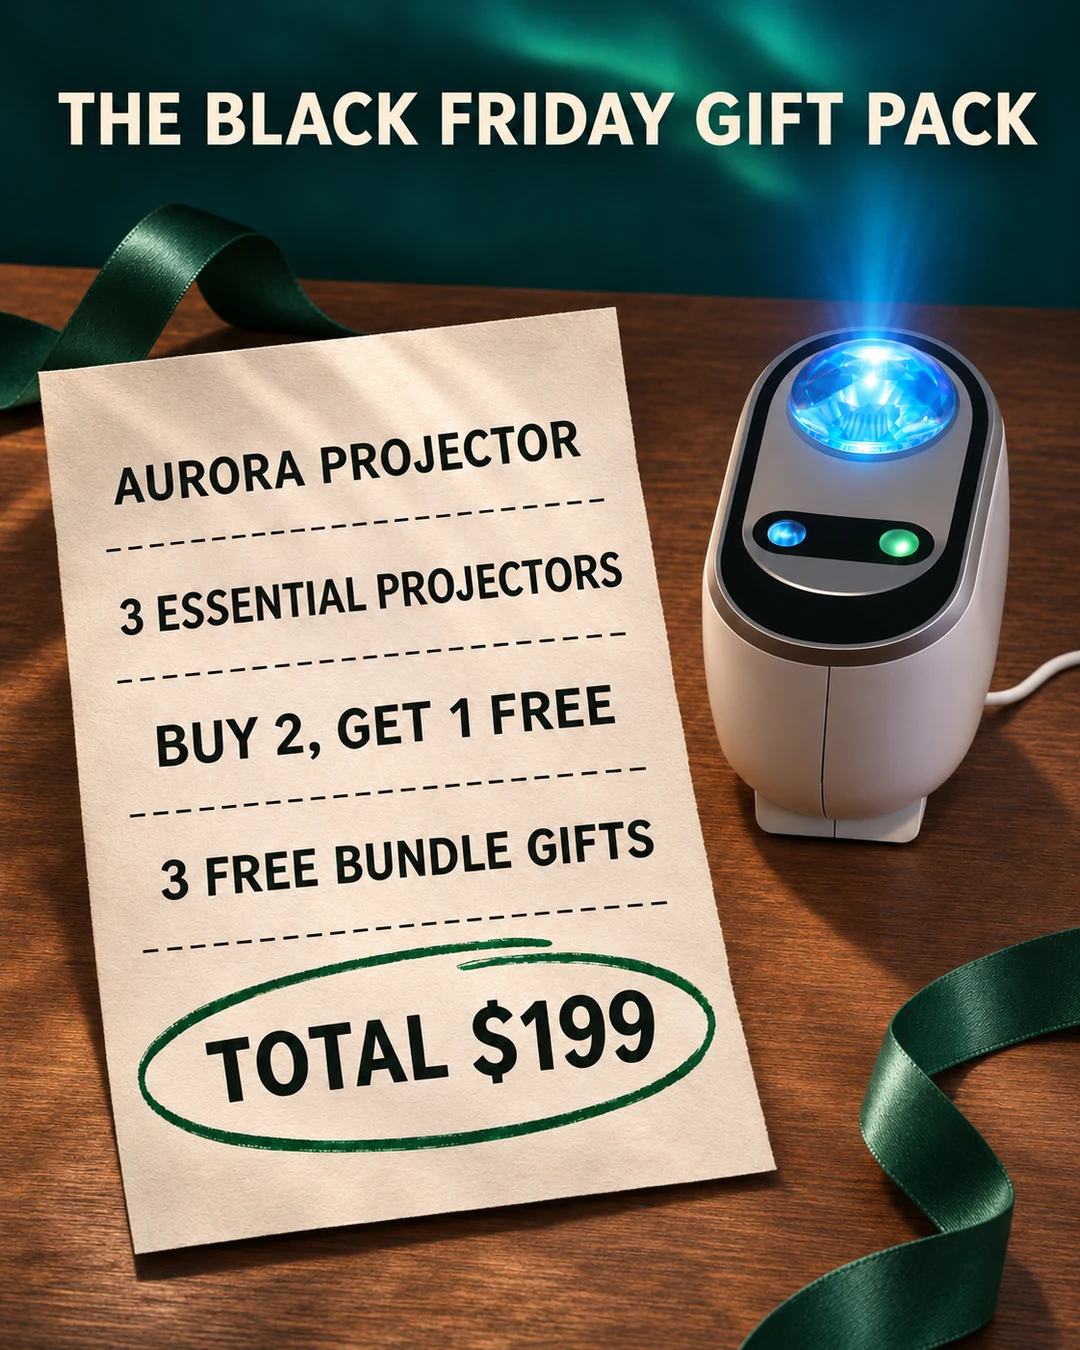 THE BLACK FRIDAY GIFT PACK
AURORA PROJECTOR
3 ESSENTIAL PROJECTORS
BUY 2, GET 1 FREE
3 FREE BUNDLE GIFTS
TOTAL $199